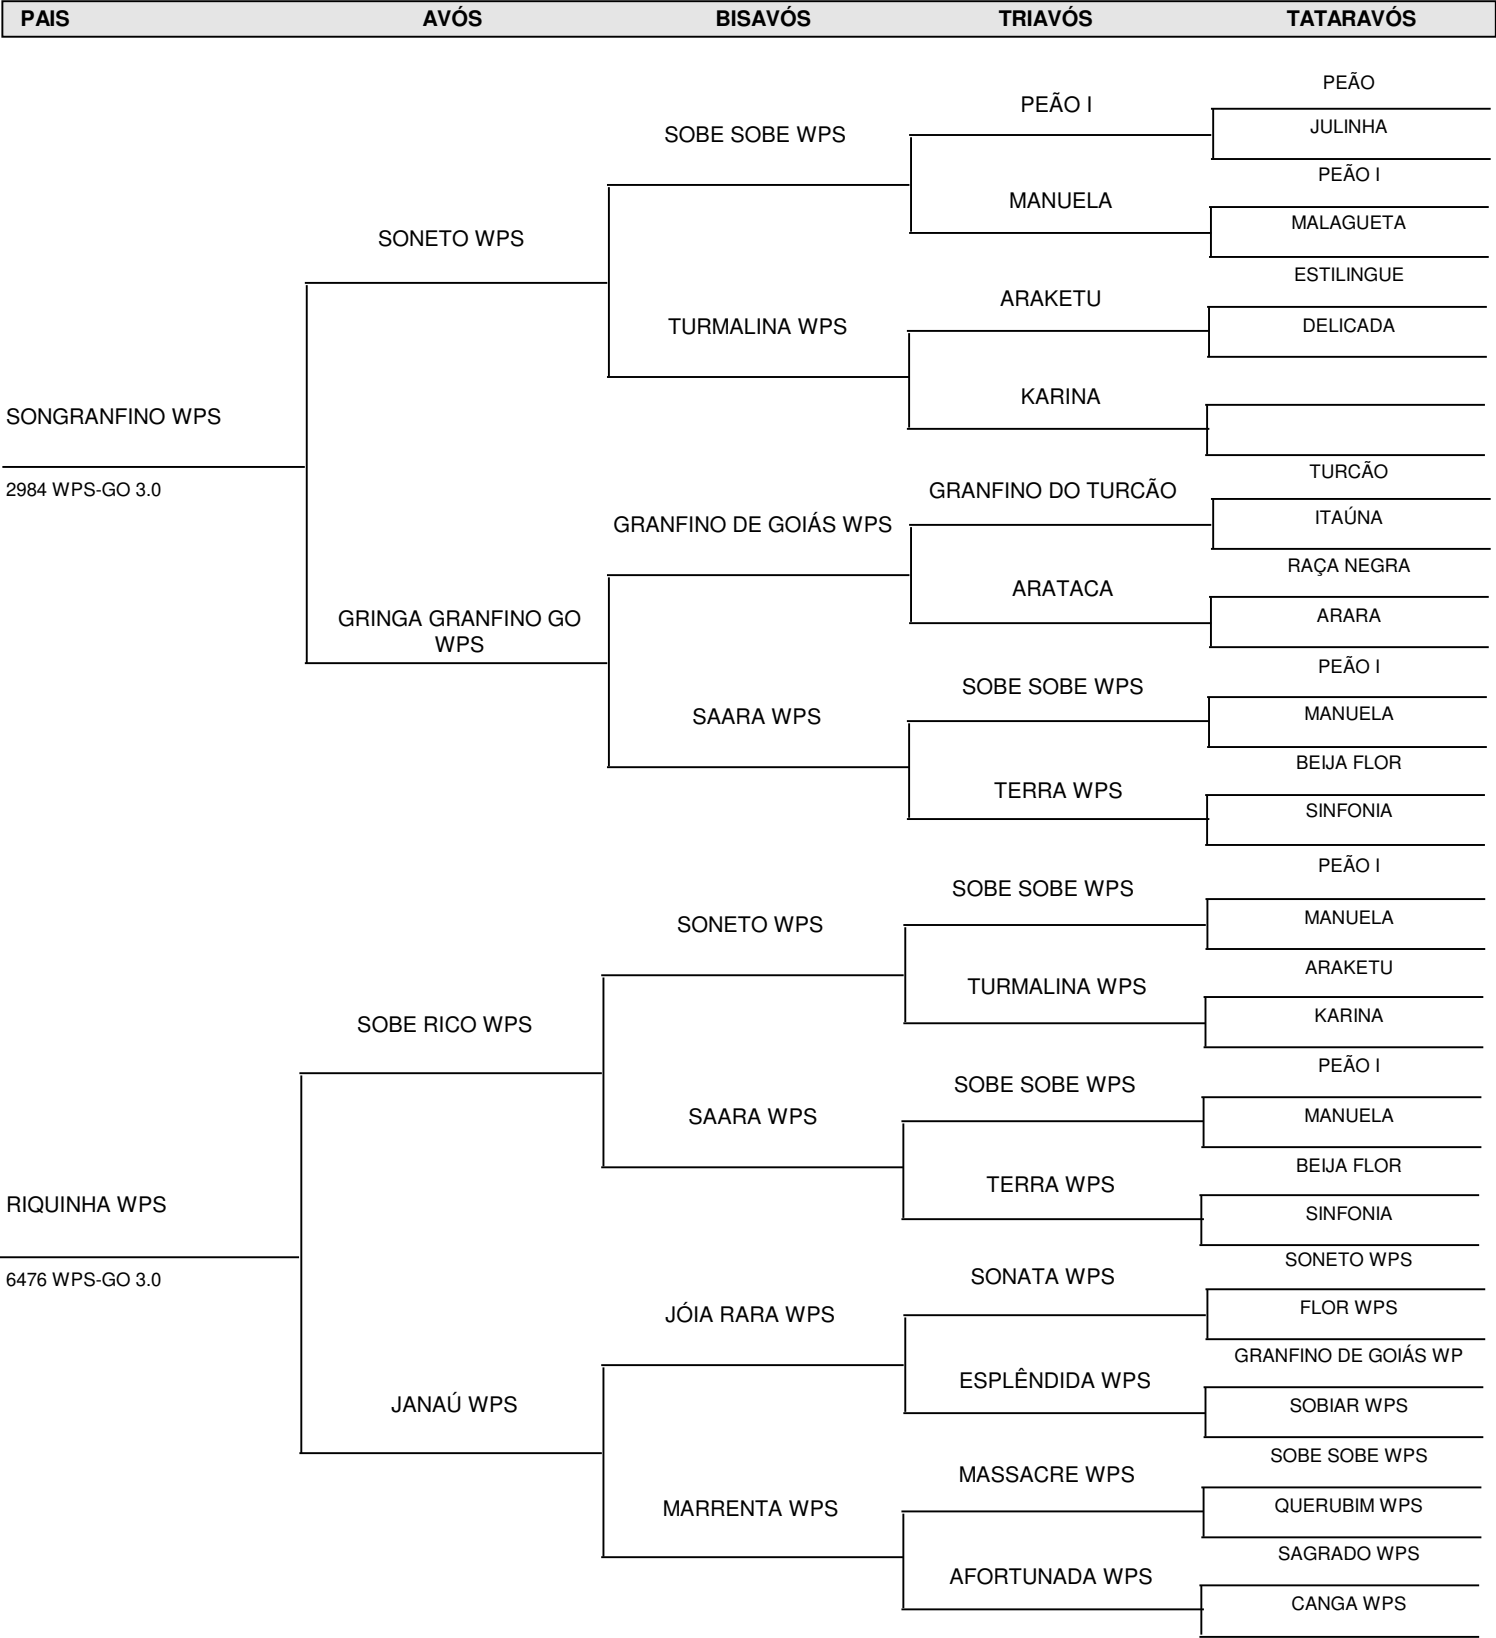 PAIS AVÓS BISAVÓS TRIAVÓS TATARAVÓS
PEÃO
PEÃO I
JULINHA
SOBE SOBE WPS
PEÃO I
MANUELA
MALAGUETA
SONETO WPS
ESTILINGUE
ARAKETU
DELICADA
TURMALINA WPS
KARINA
SONGRANFINO WPS
TURCÃO
2984 WPS-GO 3.0
GRANFINO DO TURCÃO
ITAÚNA
GRANFINO DE GOIÁS WPS
RAÇA NEGRA
ARATACA
ARARA
GRINGA GRANFINO GO
WPS
PEÃO I
SOBE SOBE WPS
MANUELA
SAARA WPS
BEIJA FLOR
TERRA WPS
SINFONIA
PEÃO I
SOBE SOBE WPS
MANUELA
SONETO WPS
ARAKETU
TURMALINA WPS
KARINA
SOBE RICO WPS
PEÃO I
SOBE SOBE WPS
MANUELA
SAARA WPS
BEIJA FLOR
TERRA WPS
RIQUINHA WPS
SINFONIA
SONETO WPS
6476 WPS-GO 3.0
SONATA WPS
FLOR WPS
JÓIA RARA WPS
GRANFINO DE GOIÁS WP
ESPLÊNDIDA WPS
JANAÚ WPS
SOBIAR WPS
SOBE SOBE WPS
MASSACRE WPS
QUERUBIM WPS
MARRENTA WPS
SAGRADO WPS
AFORTUNADA WPS
CANGA WPS